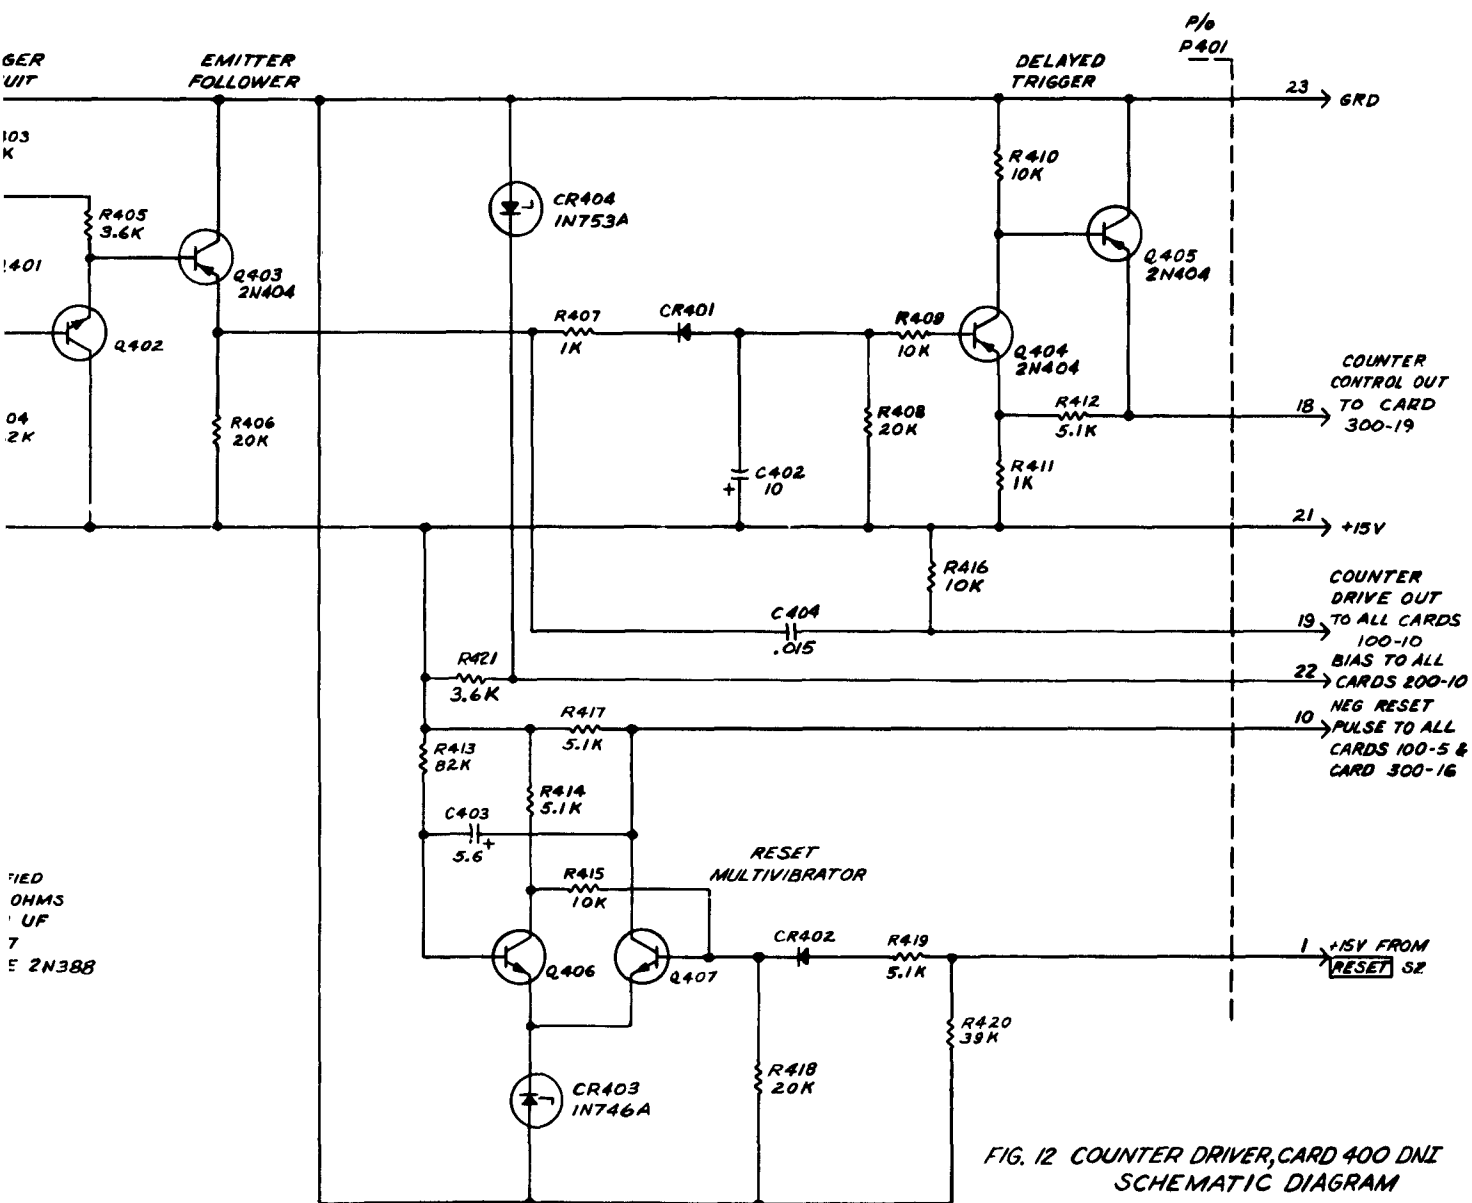 P/o
P401
GER
UIT
EMITTER
FOLLOWER
DELAYED
TRIGGER
23
GRD
103
K
R405
3.6K
CR404
1N753A
R410
10K
Q405
2N404
401
Q403
2N404
Q402
R407
1K
CR401
R409
10K
Q404
2N404
COUNTER
CONTROL OUT
18 TO CARD
300-19
04
2K
R406
20K
R408
20K
R412
5.1K
C402
+ 10
R411
1K
21
+15V
R416
10K
COUNTER
DRIVE OUT
19 TO ALL CARDS
100-10
C404
.015
R421
3.6K
22 BIAS TO ALL
CARDS 200-10
R417
5.1K
10 NEG RESET
PULSE TO ALL
CARDS 100-5 &
CARD 300-16
R413
82K
R414
5.1K
C403
5.6 +
RESET
MULTIVIBRATOR
R415
10K
FIED
OHMS
UF
7
E 2N388
Q406
Q407
CR402
R419
5.1K
1 +15V FROM
RESET S2
R420
39K
R418
20K
CR403
1N746A
FIG. 12 COUNTER DRIVER, CARD 400 DNI
SCHEMATIC DIAGRAM